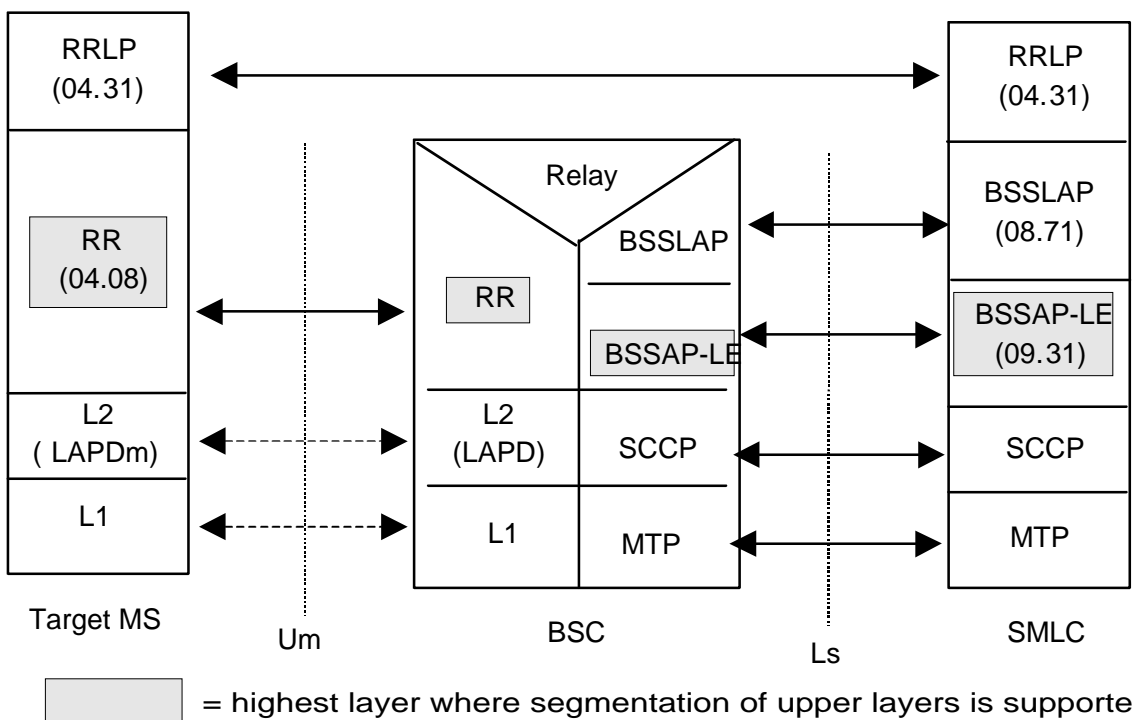 RRLP
(04.31)
RR
(04.08)
L2
( LAPDm)
L1
Target MS
Um
Relay
RR
BSSLAP
BSSAP-LE
L2
(LAPD)
SCCP
L1
MTP
BSC
Ls
RRLP
(04.31)
BSSLAP
(08.71)
BSSAP-LE
(09.31)
SCCP
MTP
SMLC
= highest layer where segmentation of upper layers is supporte